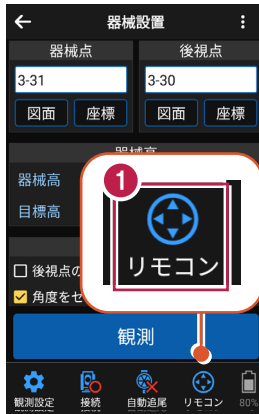 器械設置
器械点
後視点
3-31
3-30
図面
座標
図面
座標
器械高
器械高
目標高
1
リモコン
後視点の
角度をセ
観測
観測設定
接続
自動追尾
リモコン
80%